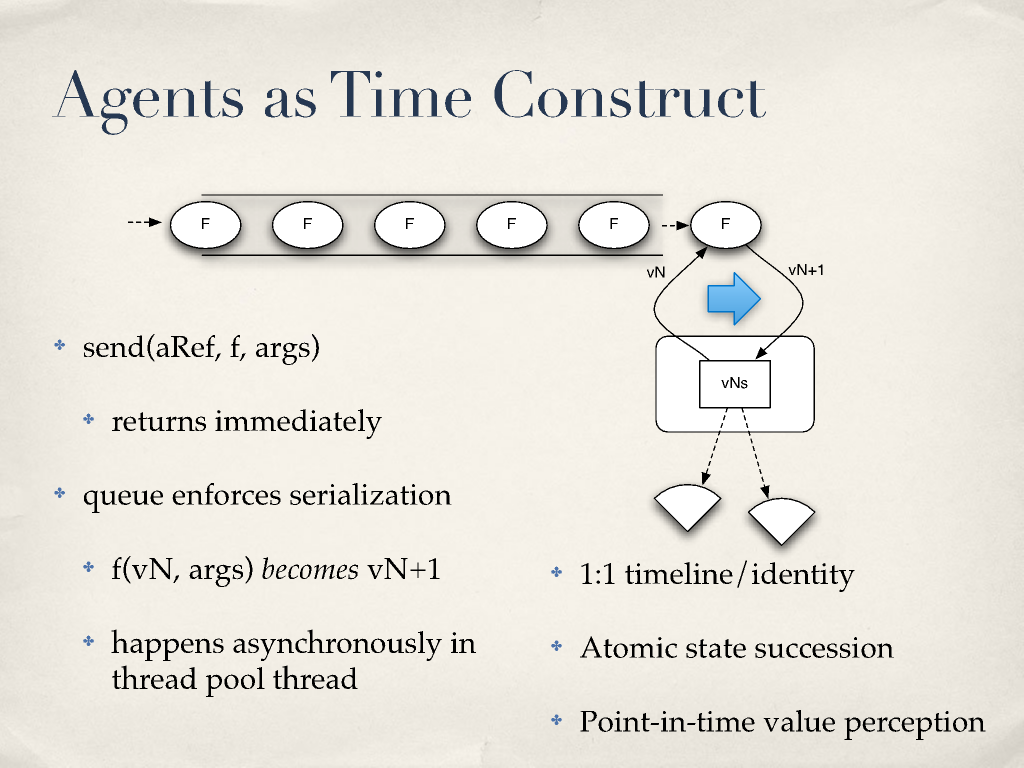 Agents as Time Construct
F F F F F F
vN vN+1
vNs
send(aRef, f, args)
returns immediately
queue enforces serialization
f(vN, args) becomes vN+1
happens asynchronously in
thread pool thread
1:1 timeline/identity
Atomic state succession
Point-in-time value perception